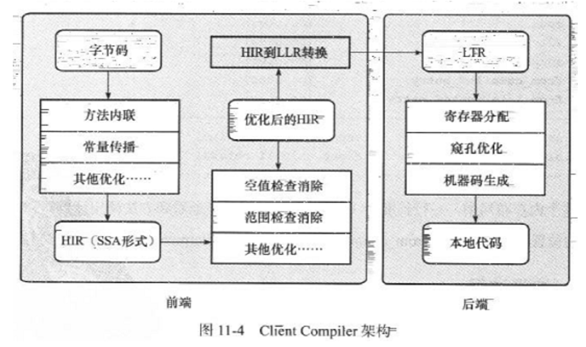 字节码
方法内联
常量传播
其他优化……
HIR（SSA形式）
HIR到LLR转换
优化后的HIR
空值检查消除
范围检查消除
其他优化……
前端
LTR
寄存器分配
窥孔优化
机器码生成
本地代码
后端
图 11-4 Client Compiler 架构